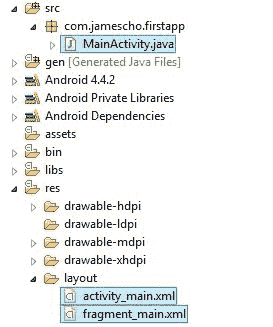 src
com.jamescho.firstapp
MainActivity.java
gen [Generated Java Files]
Android 4.4.2
Android Private Libraries
Android Dependencies
assets
bin
libs
res
drawable-hdpi
drawable-ldpi
drawable-mdpi
drawable-xhdpi
layout
activity_main.xml
fragment_main.xml